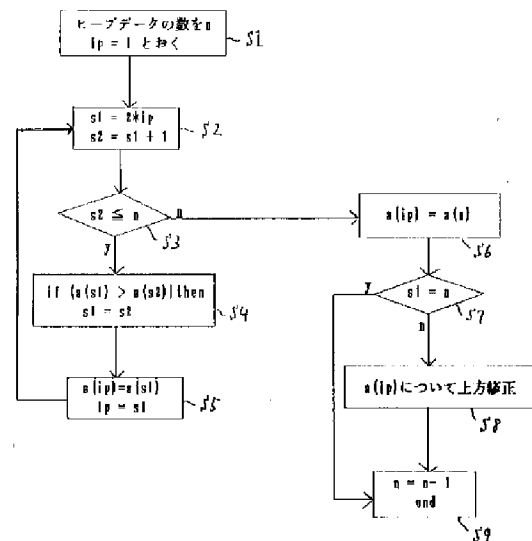 ヒープデータの数をn
ip = 1 とおく
S1
s1 = 2*ip
s2 = s1 + 1
S2
s2 ≦ n
n
y
S3
if (a(s1) > a(s2)) then
s1 = s2
S4
a(ip)=a(s1)
ip = s1
S5
a(ip) = a(n)
S6
y
s1 = n
n
S7
a(ip)について上方修正
S8
n = n- 1
end
S9